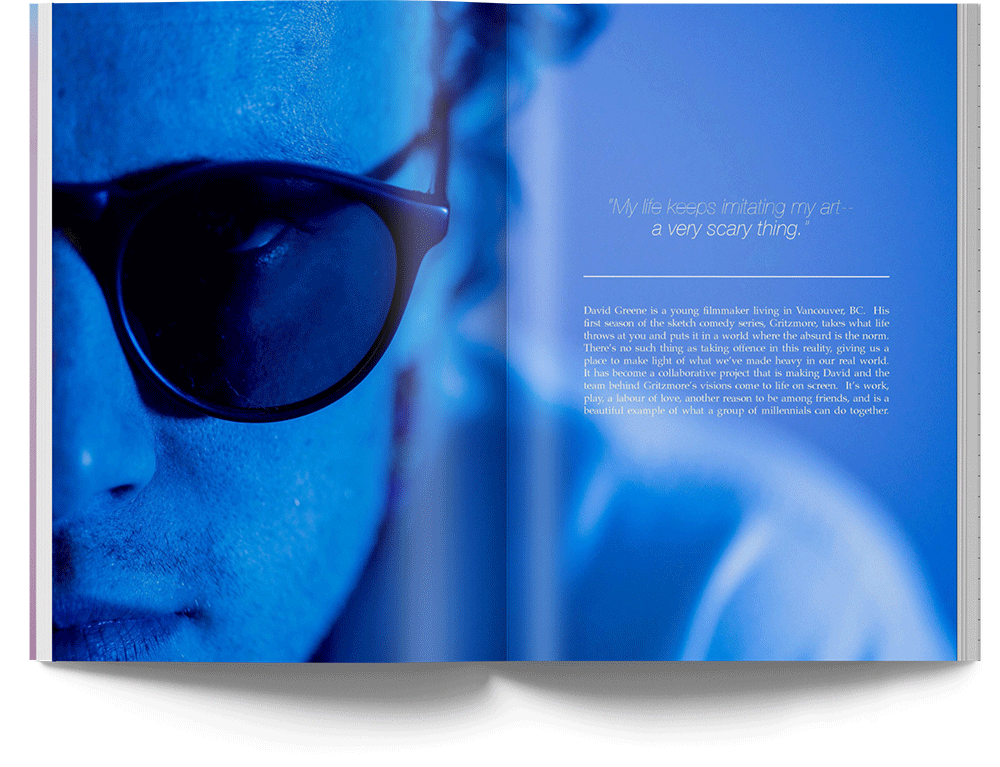 "My life keeps imitating my art--
a very scary thing."
David Greene is a young filmmaker living in Vancouver, BC.  His
first season of the sketch comedy series, Gritzmore, takes what life
throws at you and puts it in a world where the absurd is the norm.
There's no such thing as taking offence in this reality, giving us a
place to make light of what we've made heavy in our real world.
It has become a collaborative project that is making David and the
team behind Gritzmore's visions come to life on screen.  It's work,
play, a labour of love, another reason to be among friends, and is a
beautiful example of what a group of millennials can do together.